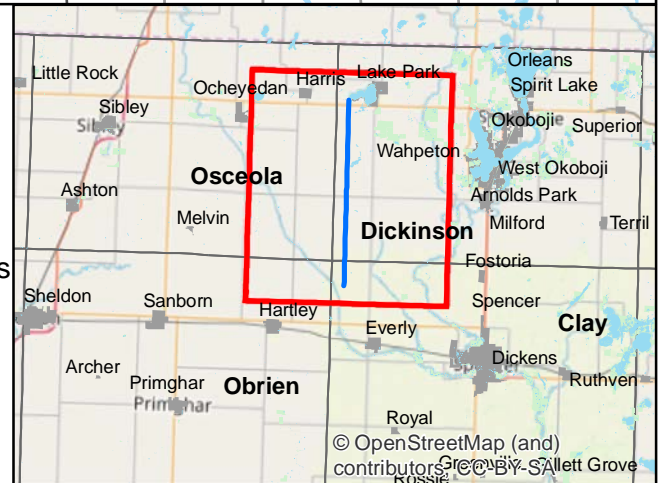 Orleans
Little Rock
Harris
Lake Park
Spirit Lake
Ocheyedan
Sibley
Sibley
Okoboji
Superior
Wahpeton
Osceola
West Okoboji
Ashton
Arnolds Park
Melvin
Dickinson
Milford
Terril
s
Fostoria
Sheldon
Sanborn
Hartley
Spencer
Everly
Clay
Dickens
Archer
Primghar
Obrien
Ruthven
Primghar
Royal
© OpenStreetMap (and)
contributors, CC-BY-SA
llett Grove
Rossie